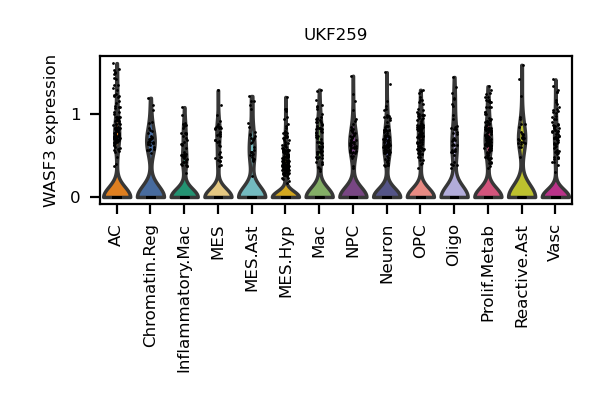 UKF259
WASF3 expression
1
0
AC
Chromatin.Reg
Inflammatory.Mac
MES
MES.Ast
MES.Hyp
Mac
NPC
Neuron
OPC
Oligo
Prolif.Metab
Reactive.Ast
Vasc